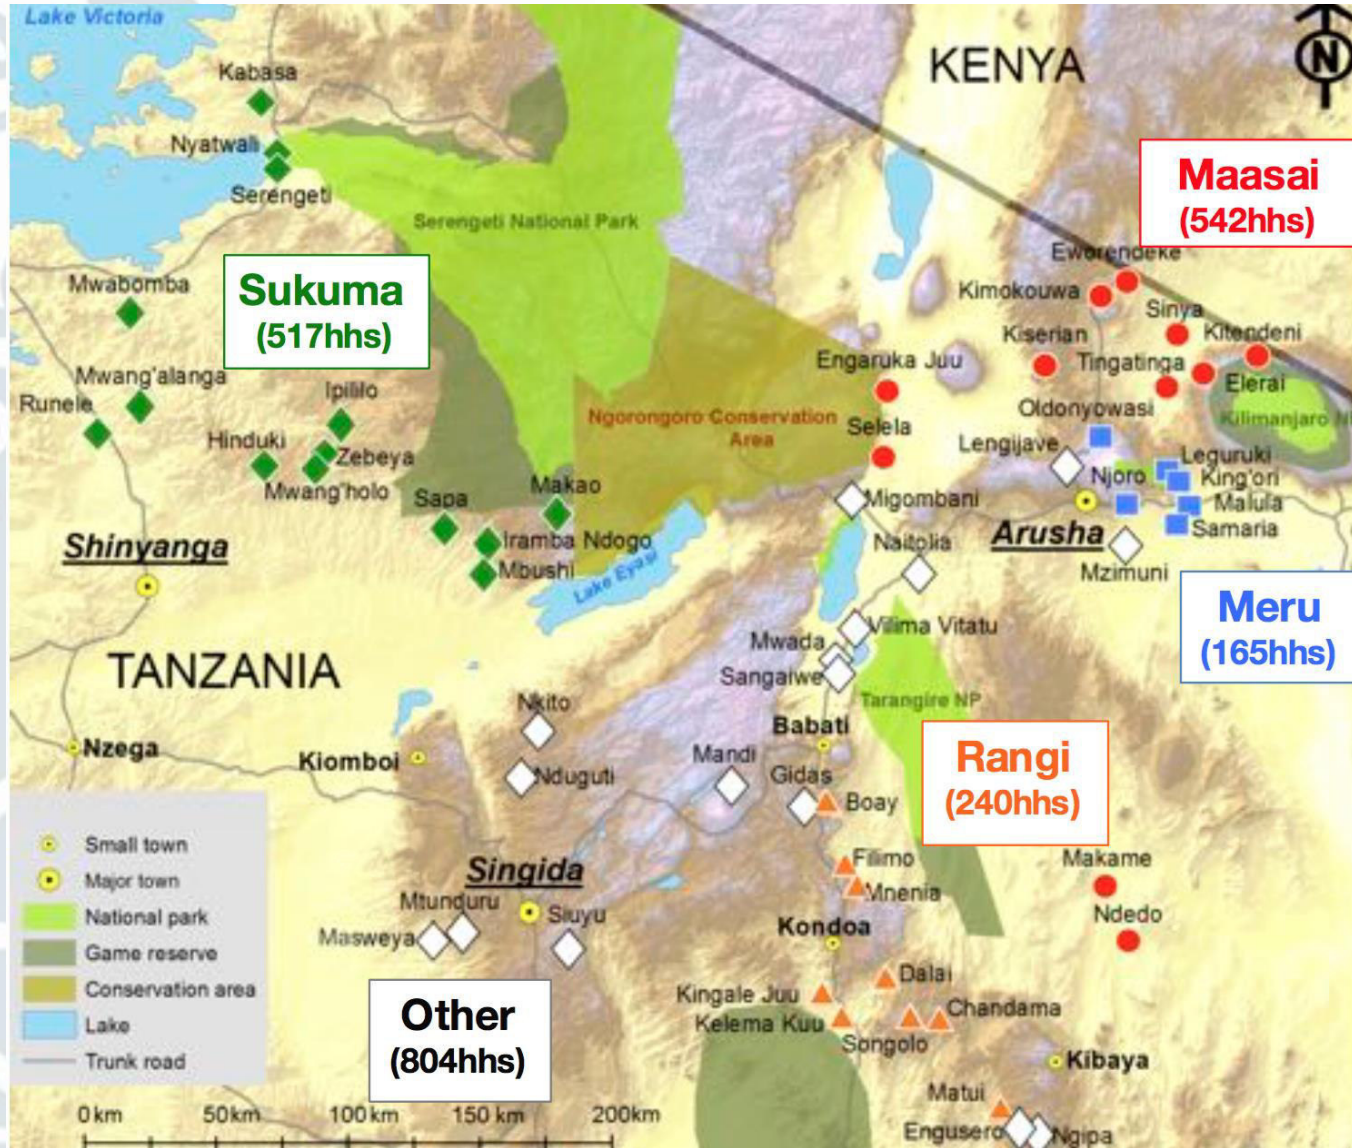 Lake Victoria
Kabasa
KENYA
N
Nyatwali
Serengeti
Maasai
(542hhs)
Serengeti National Park
Eworendeke
Kimokouwa
Sinya
Mwabomba
Sukuma
(517hhs)
Kiserian
Kitendeni
Tingatinga
Engaruka Juu
Mwang'alanga
Ipililo
Elerai
Runele
Oldonyowasi
Ngorongoro Conservation
Area
Kilimanjaro N
Selela
Hinduki
Zebeya
Lengijave
Leguruki
Njoro
King'ori
Mwang'holo
Sapa
Makao
Migombani
Malula
Samaria
Iramba Ndogo
Shinyanga
Naitolia
Arusha
Mzimuni
Mbushi
Lake Eyasi
Meru
(165hhs)
Vilima Vitatu
Mwada
TANZANIA
Sangaiwe
Tarangire NP
Nkito
Babati
Nzega
Kiomboi
Rangi
(240hhs)
Mandi
Nduguti
Gidas
Boay
Small town
Filimo
Makame
Singida
Major town
Mnenia
Mtunduru
Siuyu
Ndedo
National park
Kondoa
Masweya
Game reserve
Dalai
Conservation area
Kingale Juu
Other
(804hhs)
Chandama
Kelema Kuu
Lake
Songolo
Trunk road
Kibaya
Matui
0 km 50 km 100 km 150 km 200km
Engusero
Ngipa